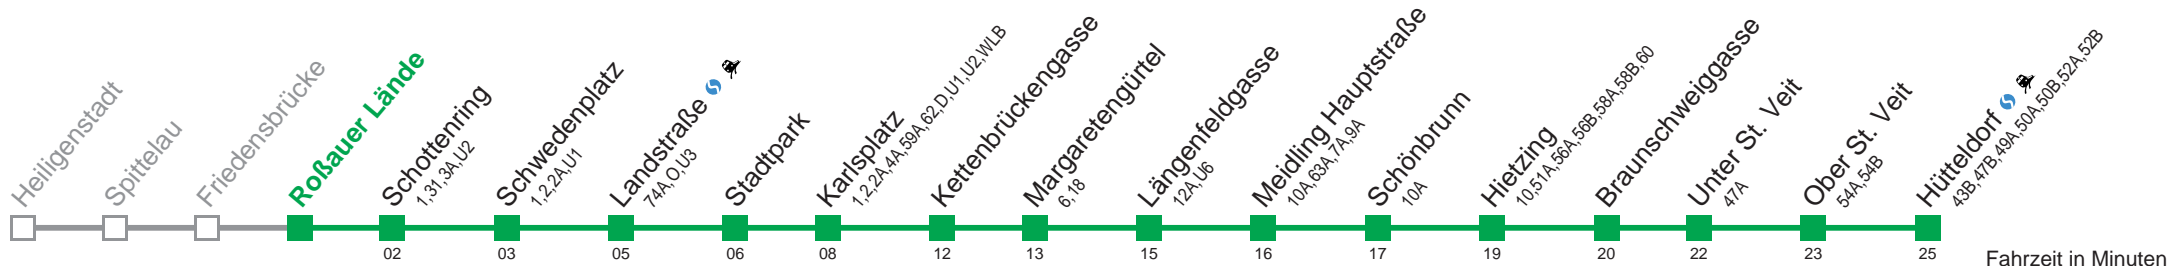 Heiligenstadt
Spittelau
Friedensbrücke
Roßauer Lände
Schottenring
1,31,3A,U2
Schwedenplatz
1,2,2A,U1
Landstraße
74A,O,U3
Stadtpark
Karlsplatz
1,2,2A,4A,59A,62,D,U1,U2,WLB
Kettenbrückengasse
Margaretengürtel
6,18
Längenfeldgasse
12A,U6
Meidling Hauptstraße
10A,63A,7A,9A
Schönbrunn
10A
Hietzing
10,51A,56A,56B,58A,58B,60
Braunschweiggasse
Unter St. Veit
47A
Ober St. Veit
54A,54B
Hütteldorf
43B,47B,49A,50A,50B,52A,52B
02 03 05 06 08 12 13 15 16 17 19 20 22 23 25
Fahrzeit in Minuten